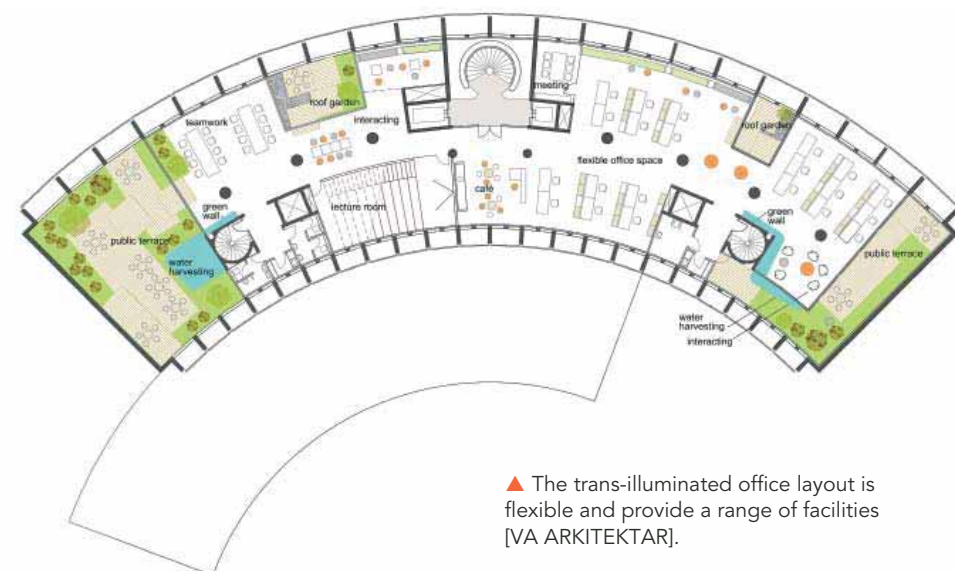 roof garden
meeting
teamwork
interacting
roof garden
flexible office space
café
lecture room
green
wall
green
wall
public terrace
water
harvesting
public terrace
water
harvesting
interacting
▲ The trans-illuminated office layout is
flexible and provide a range of facilities
[VA ARKITEKTAR].